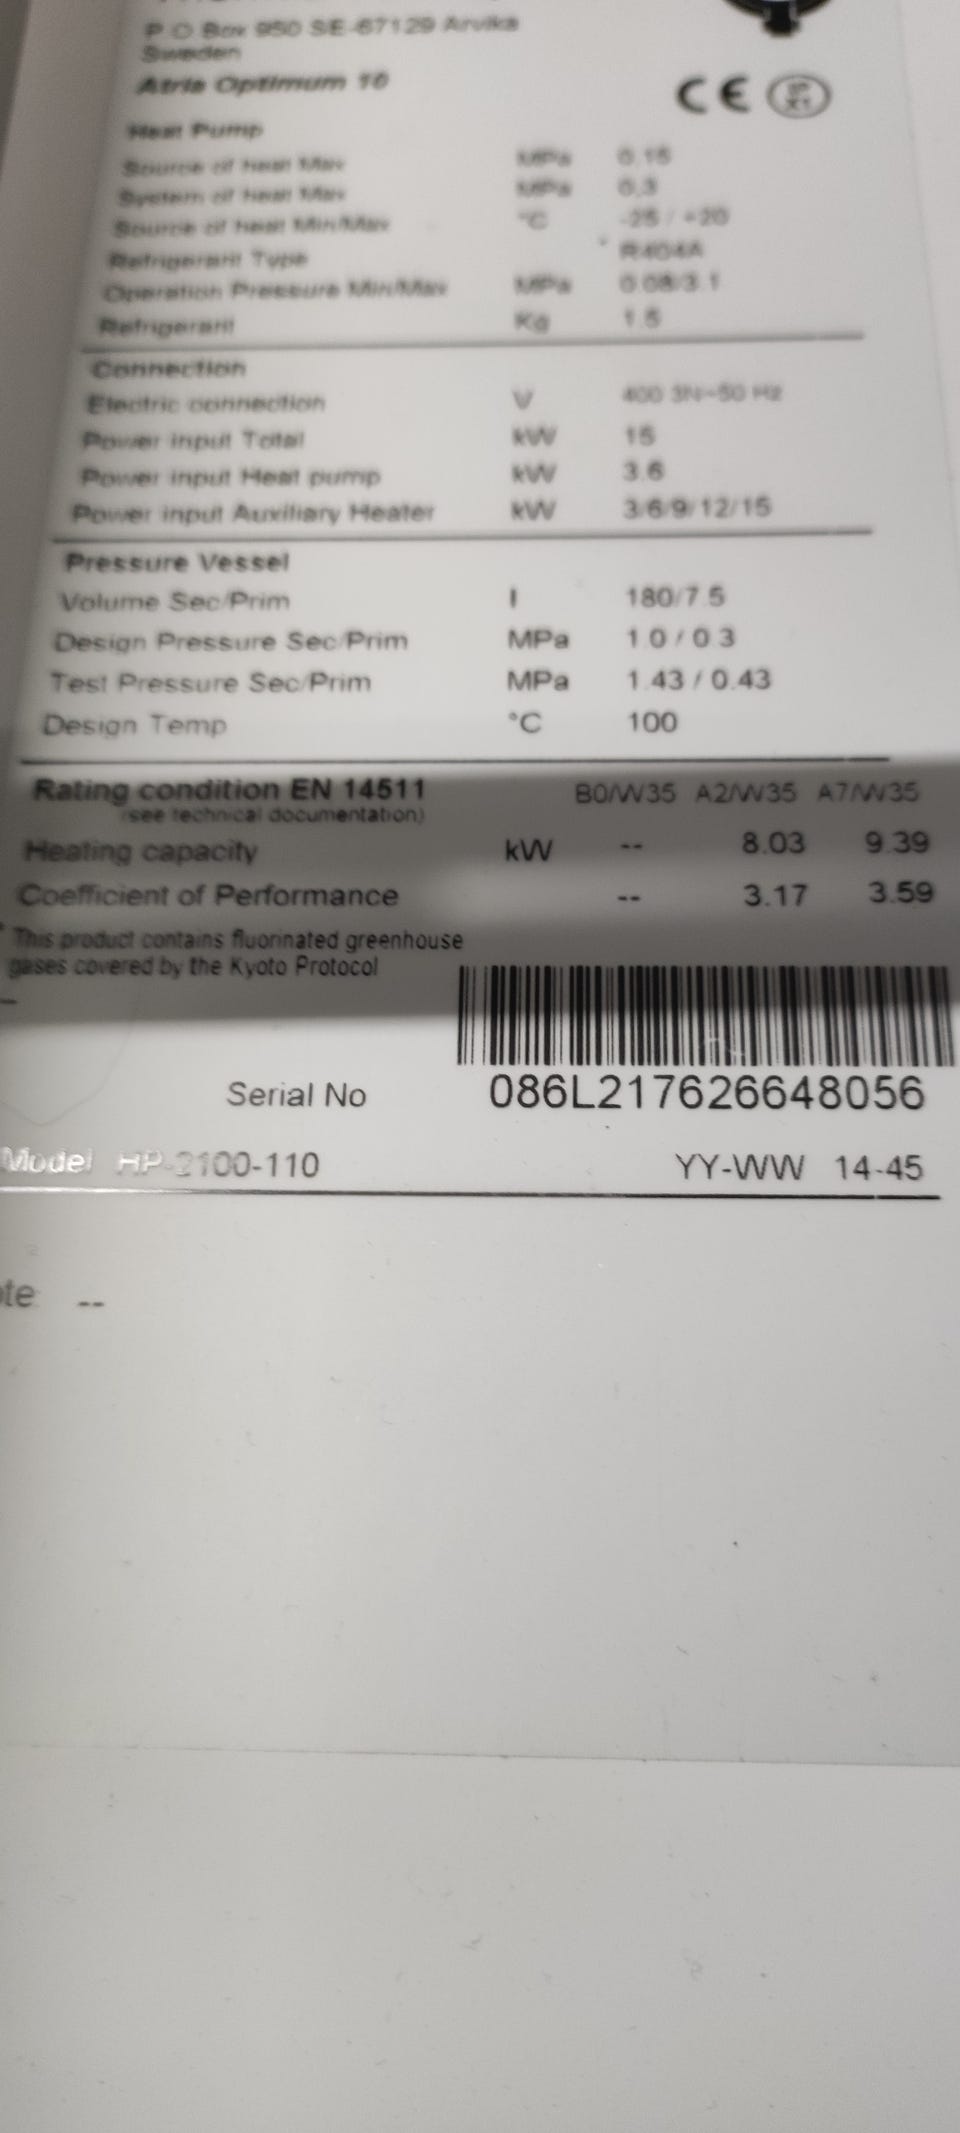 P O Box 950 SE-67129 Arvika
Sweden
Atria Optimum 10
CE
Heat Pump
Source of heat Max MPa 0.15
System of heat Max MPa 0.3
Source of heat Min/Max °C -25 / +20
Refrigerant Type * R404A
Operation Pressure Min/Max MPa 0.08/3.1
Refrigerant Kg 1.5
Connection
Electric connection V 400 3N~50 Hz
Power input Total kW 15
Power input Heat pump kW 3.6
Power input Auxiliary Heater kW 3/6/9/12/15
Pressure Vessel
Volume Sec/Prim l 180/7.5
Design Pressure Sec/Prim MPa 1.0 / 0.3
Test Pressure Sec/Prim MPa 1.43 / 0.43
Design Temp °C 100
Rating condition EN 14511 B0/W35 A2/W35 A7/W35
(see technical documentation)
Heating capacity kW -- 8.03 9.39
Coefficient of Performance -- 3.17 3.59
* This product contains fluorinated greenhouse
gases covered by the Kyoto Protocol
Serial No 086L217626648056
Model HP-2100-110 YY-WW 14-45
ote: --